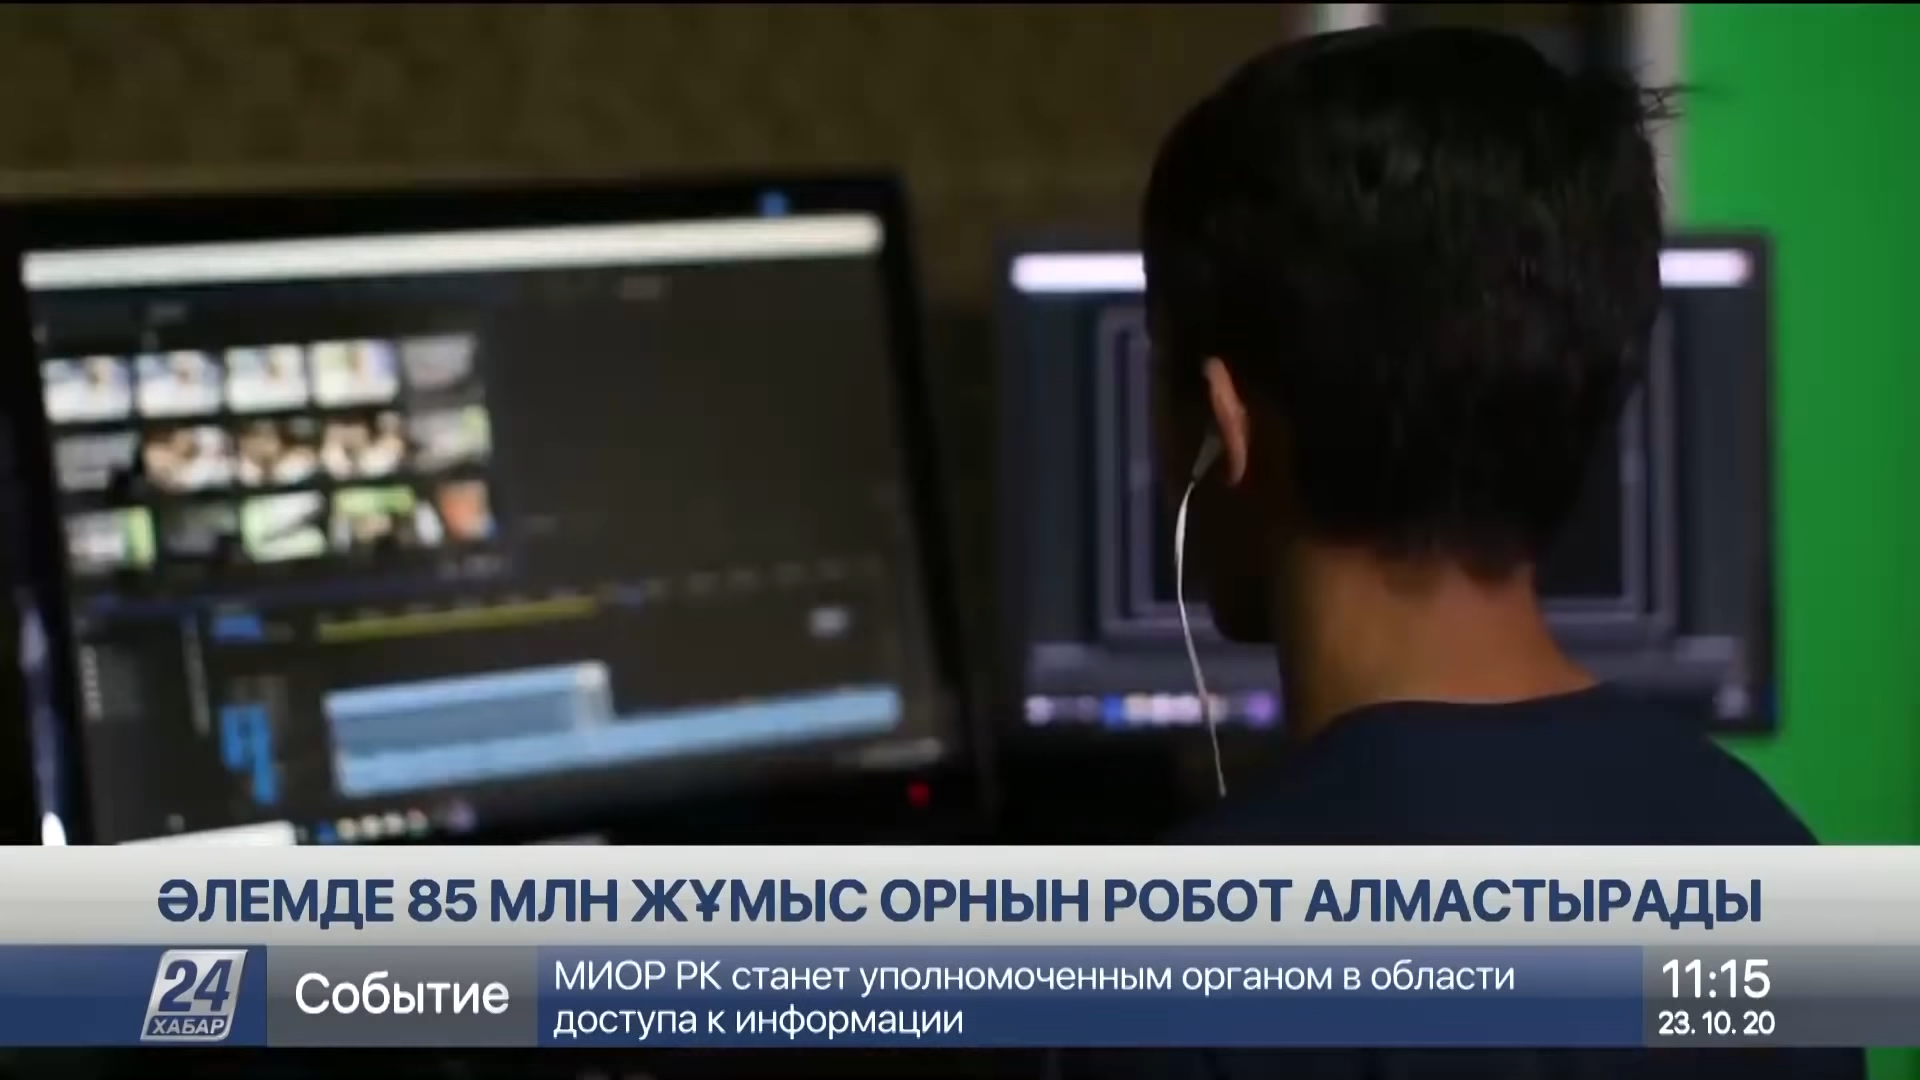 ӘЛЕМДЕ 85 МЛН ЖҰМЫС ОРНЫН РОБОТ АЛМАСТЫРАДЫ
24
ХАБАР
Событие
МИОР РК станет уполномоченным органом в области
доступа к информации
11:15
23. 10. 20